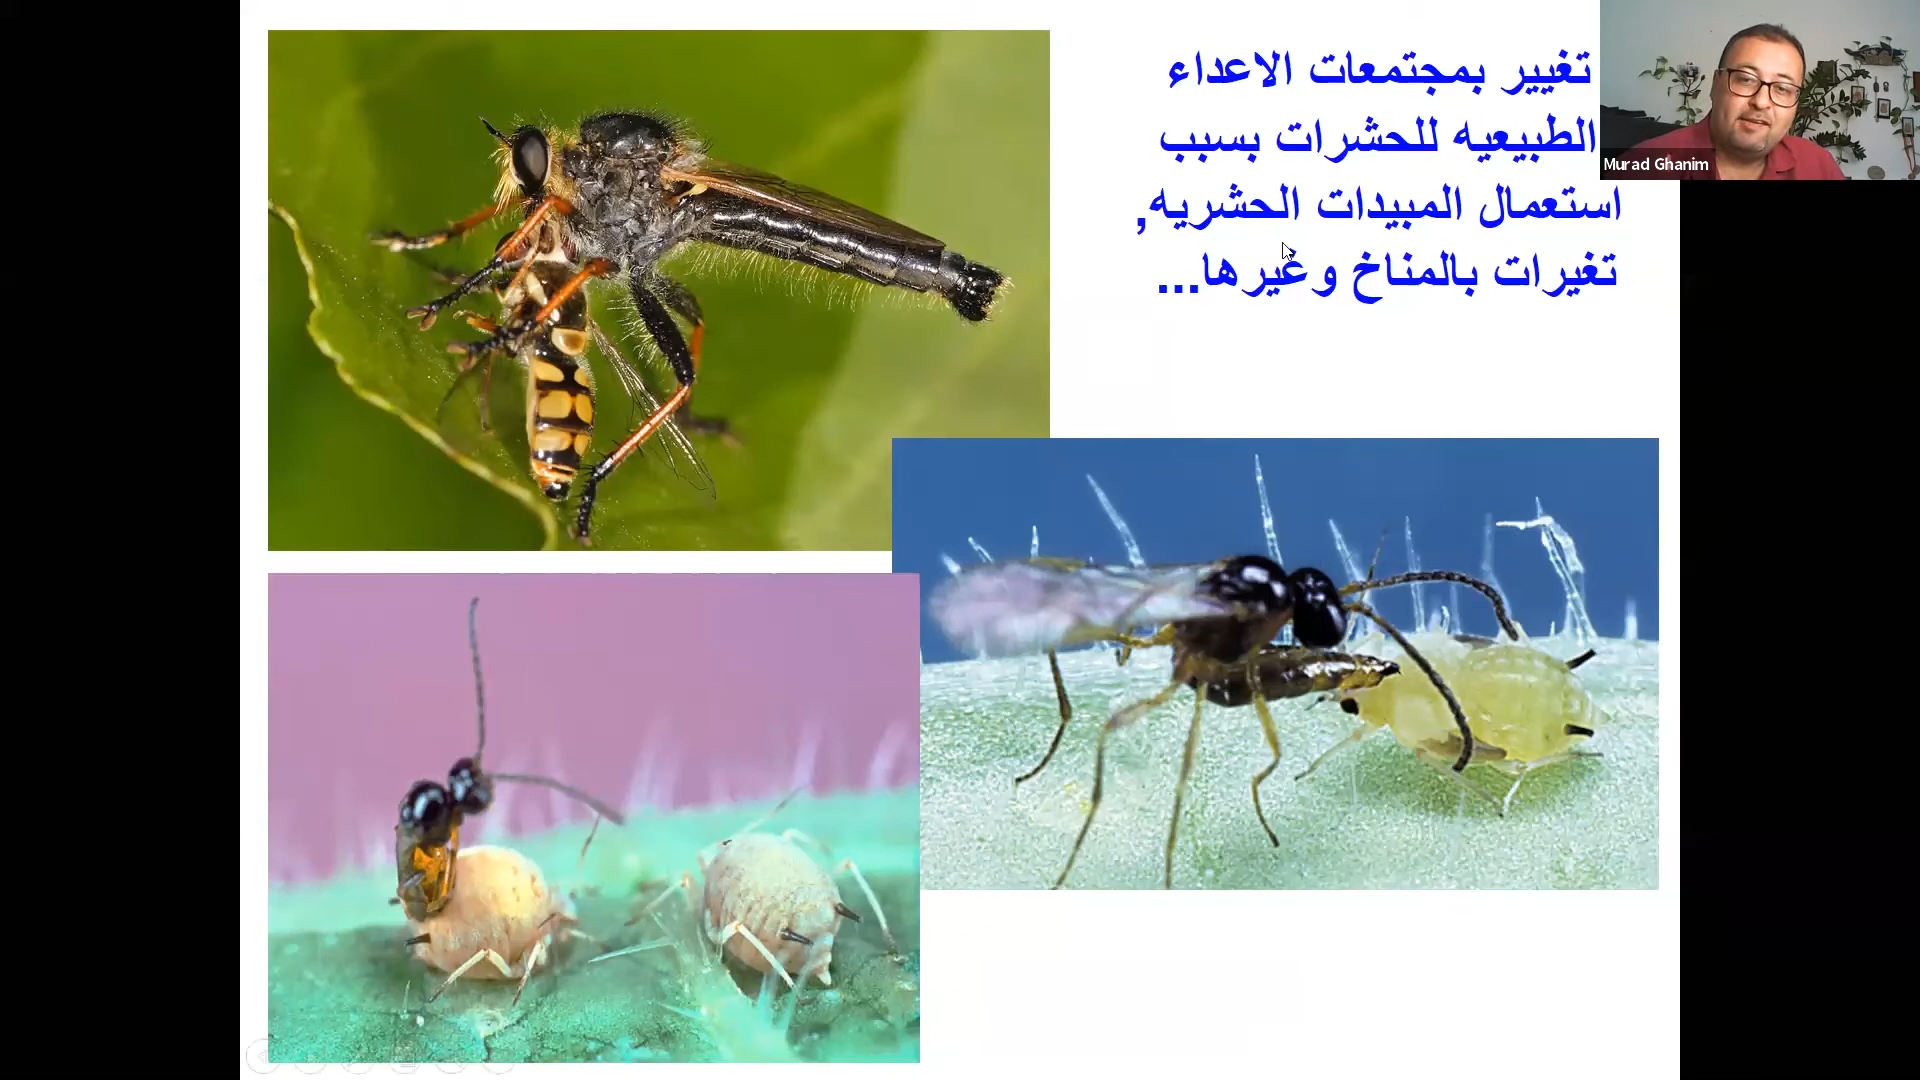 تغيير بمجتمعات الاعداء
الطبيعيه للحشرات بسبب
استعمال المبيدات الحشريه,
تغيرات بالمناخ وغيرها...
Murad Ghanim